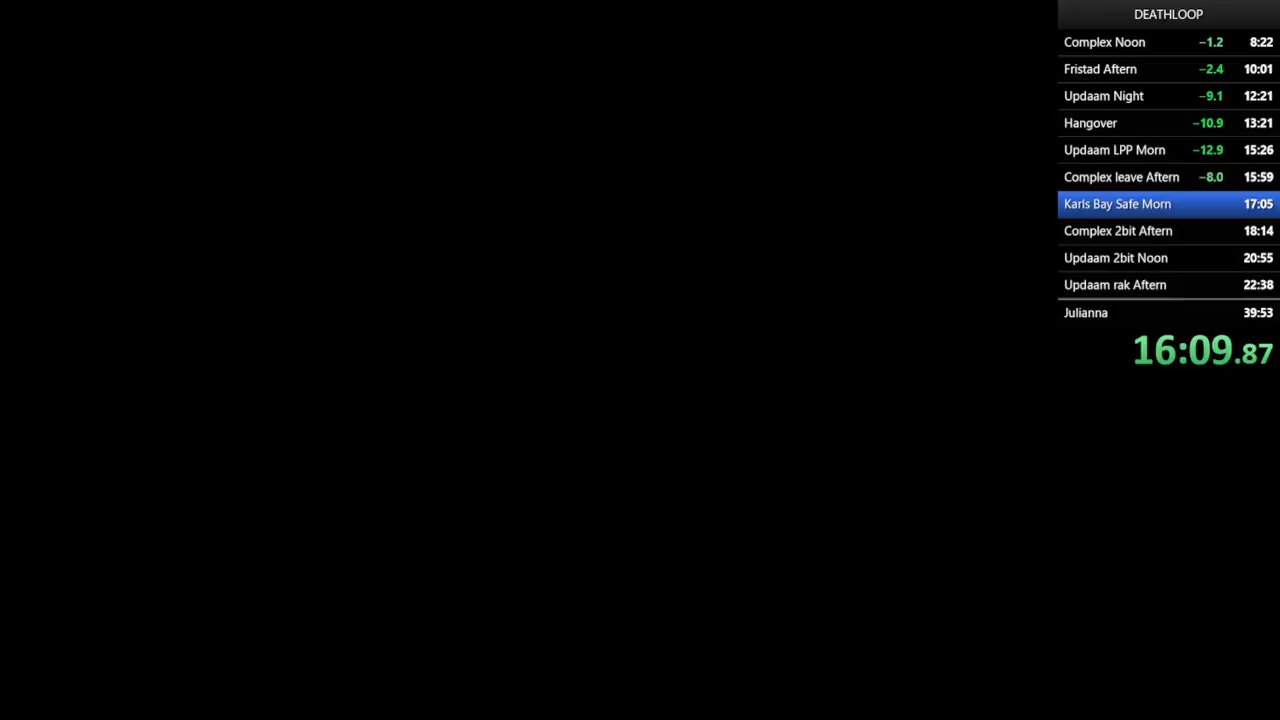 DEATHLOOP
Complex Noon −1.2 8:22
Fristad Aftern −2.4 10:01
Updaam Night −9.1 12:21
Hangover −10.9 13:21
Updaam LPP Morn −12.9 15:26
Complex leave Aftern −8.0 15:59
Karls Bay Safe Morn 17:05
Complex 2bit Aftern 18:14
Updaam 2bit Noon 20:55
Updaam rak Aftern 22:38
Julianna 39:53
16:09.87